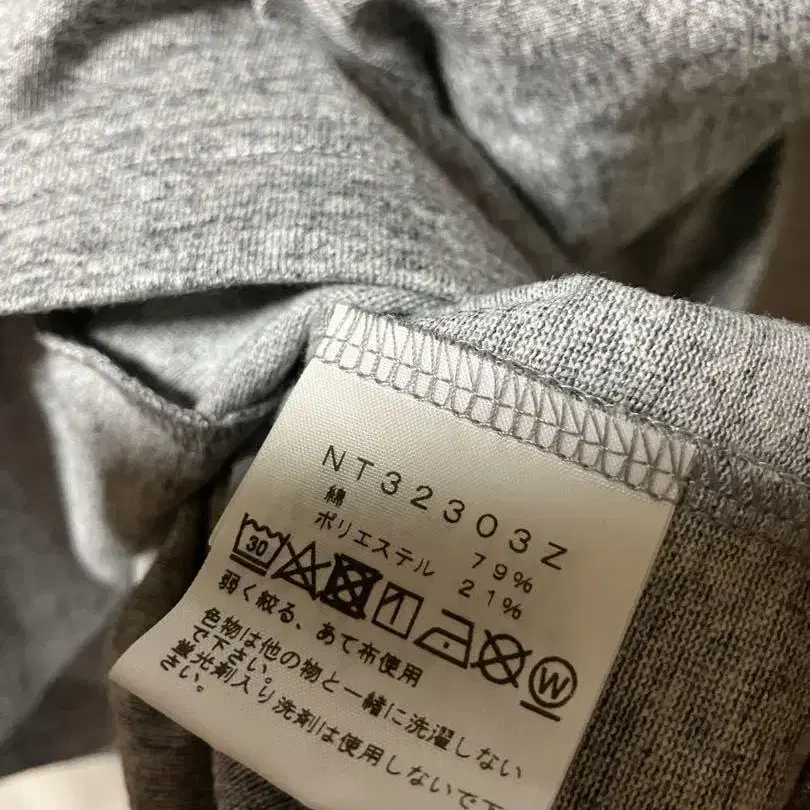 NT32303Z
綿 79%
ポリエステル 21%
30 W
弱く絞る、あて布使用
色物は他の物と一緒に洗濯しない
で下さい。
蛍光剤入り洗剤は使用しないで下
さい。